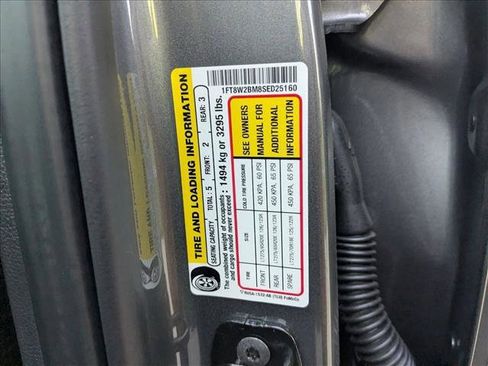 TIRE AND LOADING INFORMATION
SEATING CAPACITY TOTAL: 5 FRONT: 2 REAR: 3
The combined weight of occupants and cargo should never exceed : 1494 kg or 3295 lbs.
TIRE SIZE COLD TIRE PRESSURE
FRONT 420 KPA, 60 PSI
REAR 450 KPA, 65 PSI
SPARE 450 KPA, 65 PSI
SEE OWNERS
MANUAL FOR
ADDITIONAL
INFORMATION
1FT8W2BM8SED25160